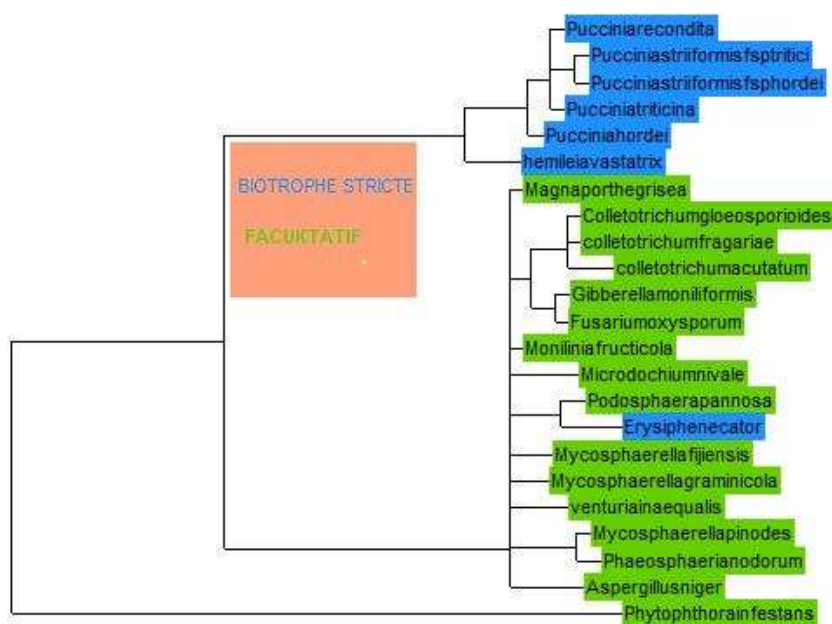 Pucciniarecondita
Pucciniastriiformisfsptritici
Pucciniastriiformisfsphordei
Pucciniatriticina
Pucciniahordei
hemileiavastatrix
BIOTROPHE STRICTE
FACUKTATIF
Magnaporthegrisea
Colletotrichumgloeosporioides
colletotrichumfragariae
colletotrichumacutatum
Gibberellamoniliformis
Fusariumoxysporum
Moniliniafructicola
Microdochiumnivale
Podosphaerapannosa
Erysiphenecator
Mycosphaerellafijiensis
Mycosphaerellagraminicola
venturiainaequalis
Mycosphaerellapinodes
Phaeosphaerianodorum
Aspergillusniger
Phytophthorainfestans